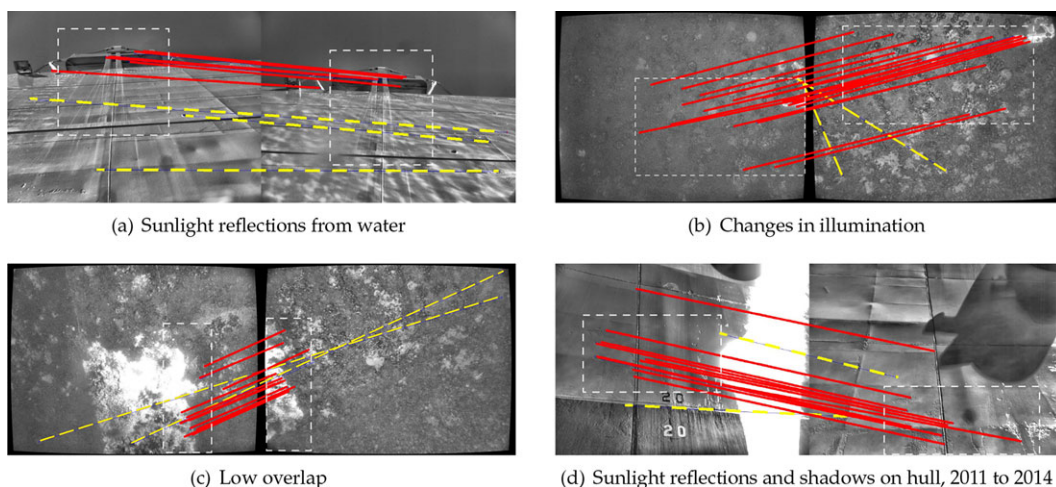 (a) Sunlight reflections from water
(b) Changes in illumination
20
20
(c) Low overlap
(d) Sunlight reflections and shadows on hull, 2011 to 2014